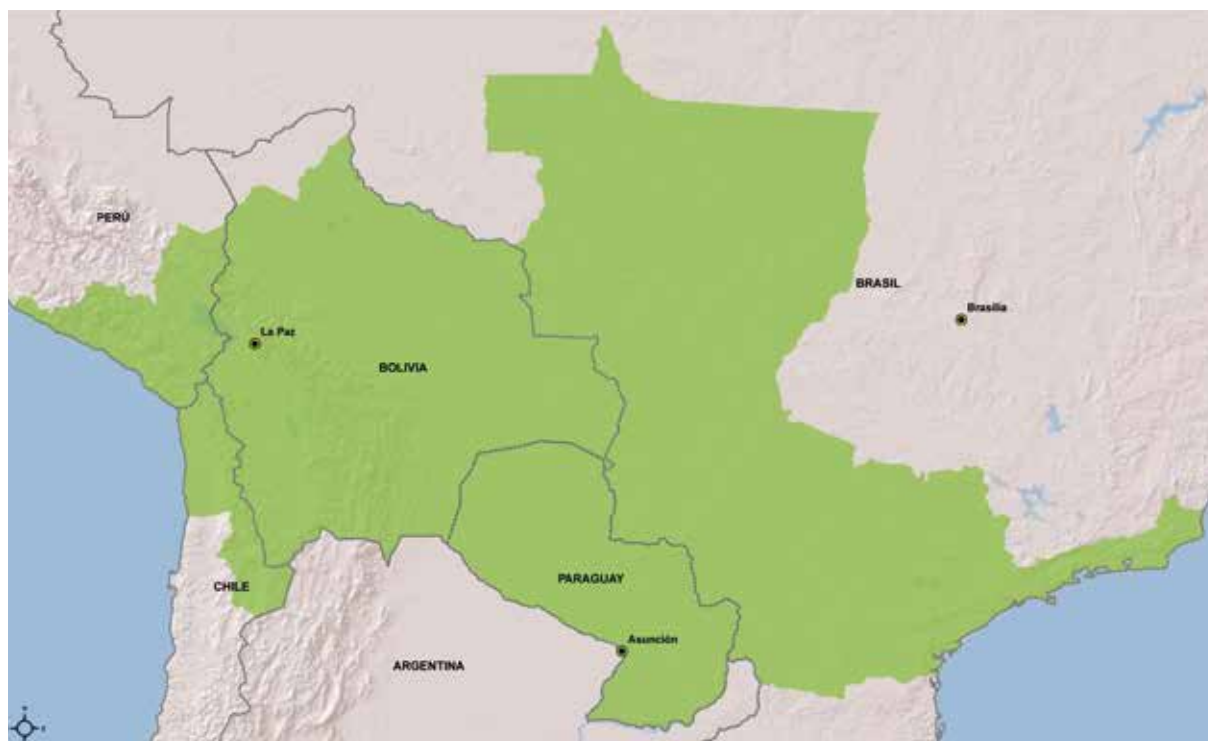 PERÚ
BRASIL
Brasilia
La Paz
BOLIVIA
PARAGUAY
CHILE
Asunción
ARGENTINA